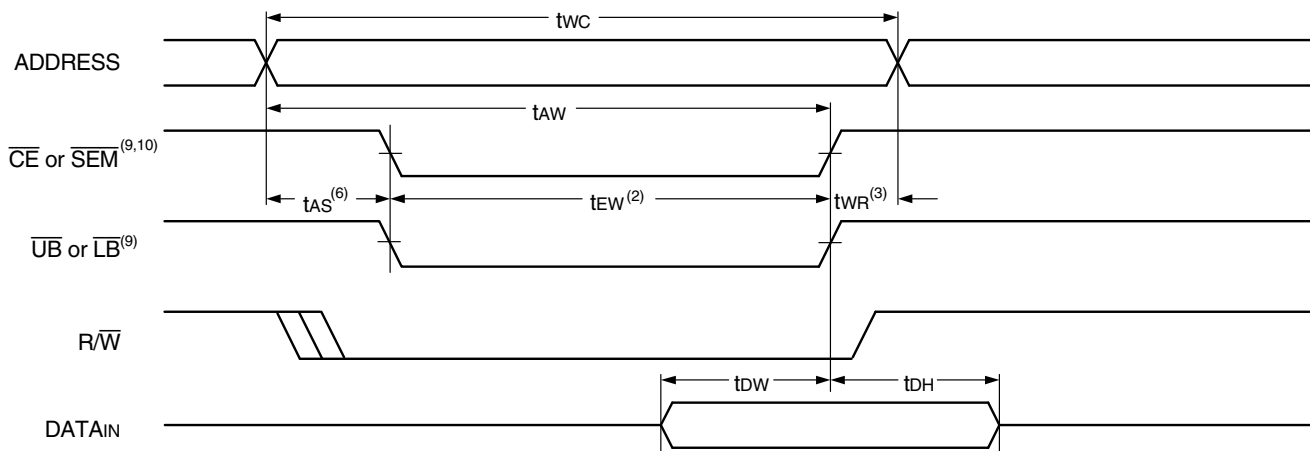 tWC
ADDRESS
tAW
CE or SEM(9,10)
tAS(6) tEW(2) tWR(3)
UB or LB(9)
R/W
tDW tDH
DATAIN